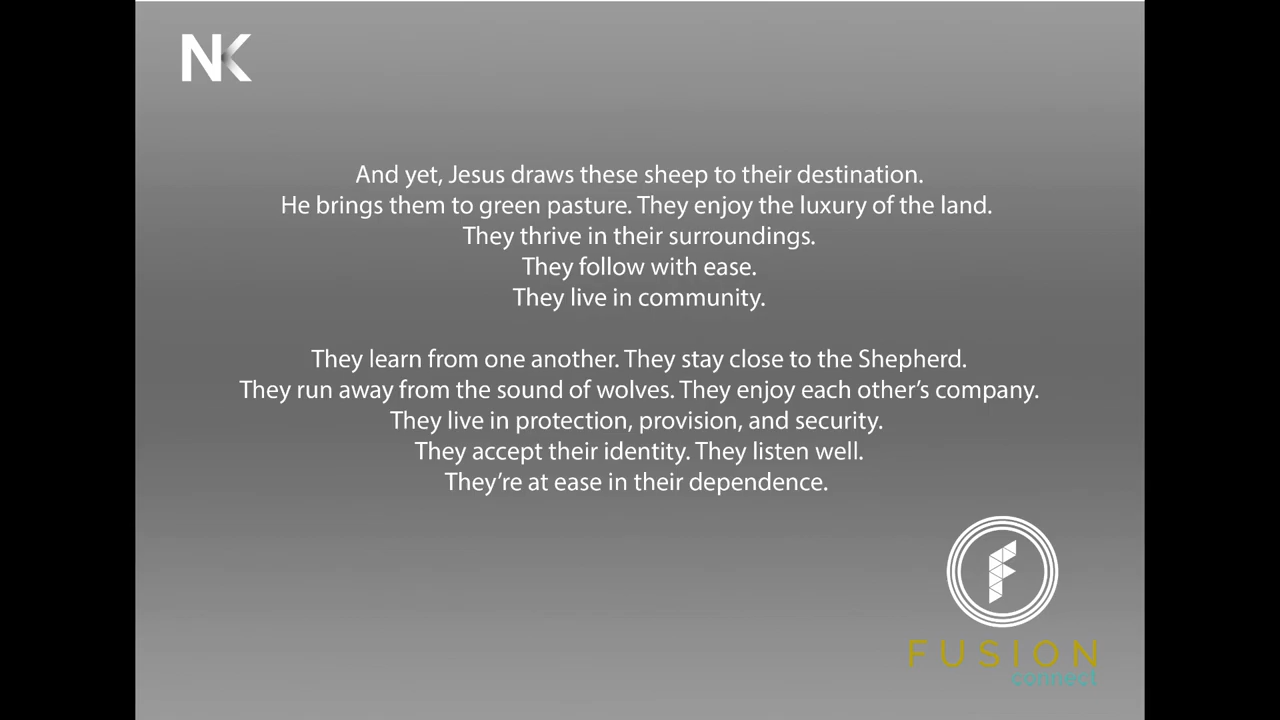 NK
And yet, Jesus draws these sheep to their destination.
He brings them to green pasture. They enjoy the luxury of the land.
They thrive in their surroundings.
They follow with ease.
They live in community.
They learn from one another. They stay close to the Shepherd.
They run away from the sound of wolves. They enjoy each other’s company.
They live in protection, provision, and security.
They accept their identity. They listen well.
They’re at ease in their dependence.
F
FUSION
connect